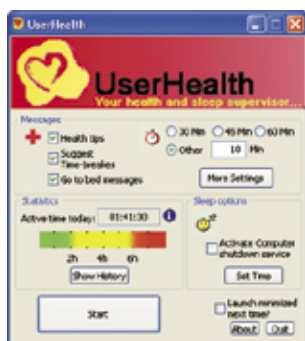 UserHealth
UserHealth
Your health and sleep supervisor...
Messages
Health tips
Suggest
Time-breakes
Go to bed messages
30 Min 45 Min 60 Min
Other 10 Min
More Settings
Statistics
Active time today: 01:41:30
2h 4h 6h
Show History
Sleep options
Activate Computer
shutdown service
Set Time
Start
Launch minimized
next time?
About Quit